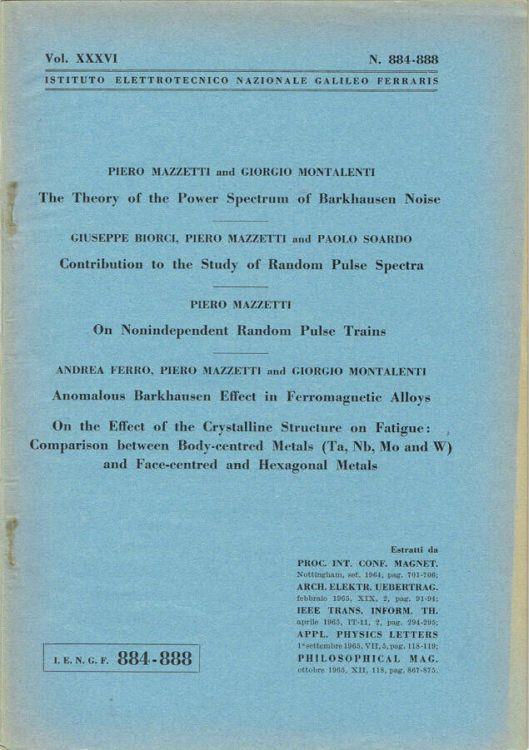 Vol. XXXVI N. 884-888
ISTITUTO ELETTROTECNICO NAZIONALE GALILEO FERRARIS
PIERO MAZZETTI and GIORGIO MONTALENTI
The Theory of the Power Spectrum of Barkhausen Noise
GIUSEPPE BIORCI, PIERO MAZZETTI and PAOLO SOARDO
Contribution to the Study of Random Pulse Spectra
PIERO MAZZETTI
On Nonindependent Random Pulse Trains
ANDREA FERRO, PIERO MAZZETTI and GIORGIO MONTALENTI
Anomalous Barkhausen Effect in Ferromagnetic Alloys
On the Effect of the Crystalline Structure on Fatigue:
Comparison between Body-centred Metals (Ta, Nb, Mo and W)
and Face-centred and Hexagonal Metals
Estratti da
PROC. INT. CONF. MAGNET.
Nottingham, set. 1964, pag. 701-706;
ARCH. ELEKTR. UEBERTRAG.
febbraio 1965, XIX, 2, pag. 91-94;
IEEE TRANS. INFORM. TH.
aprile 1965, IT-11, 2, pag. 294-295;
APPL. PHYSICS LETTERS
1° settembre 1965, VII, 5, pag. 118-119;
PHILOSOPHICAL MAG.
ottobre 1965, XII, 118, pag. 867-875.
I. E. N. G. F. 884-888